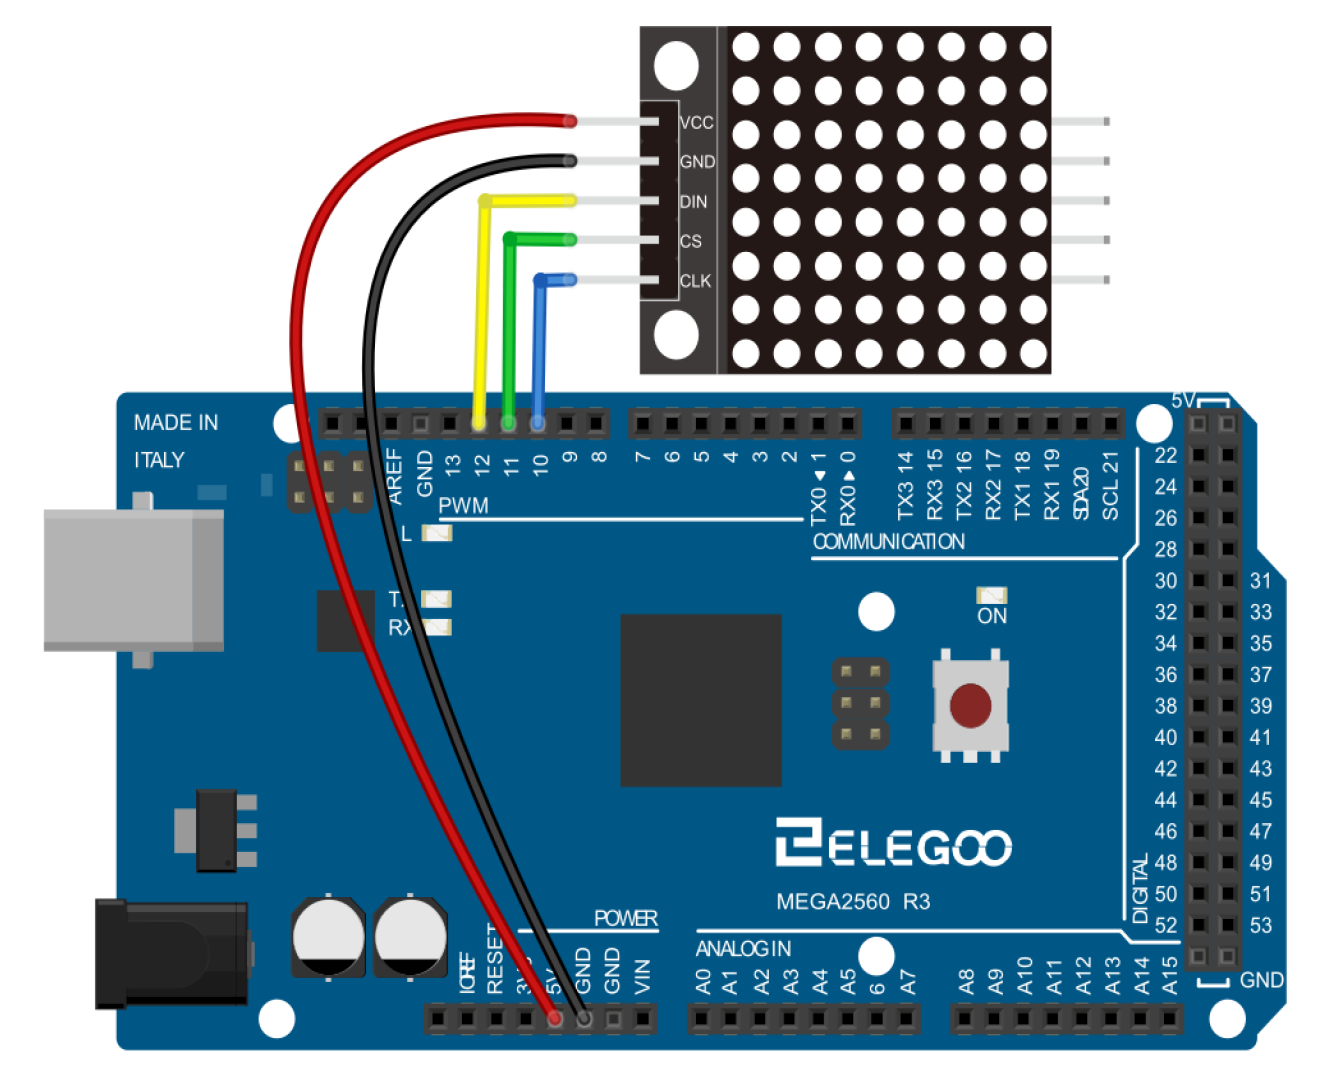 VCC
GND
DIN
CS
CLK
5V
MADE IN
ITALY
AREF
GND
13
12
11
10
9
8
7
6
5
4
3
2
TX0 ◀ 1
RX0 ▶ 0
TX3 14
RX3 15
TX2 16
RX2 17
TX1 18
RX1 19
SDA20
SCL 21
PWM
COMMUNICATION
L
RX
ON
22
24
26
28
30 31
32 33
34 35
36 37
38 39
40 41
42 43
44 45
46 47
48 49
50 51
52 53
DIGITAL
GND
ELEGOO
MEGA2560 R3
POWER
ANALOG IN
IOREF
RESET
5V
GND
GND
VIN
A0
A1
A2
A3
A4
A5
6
A7
A8
A9
A10
A11
A12
A13
A14
A15